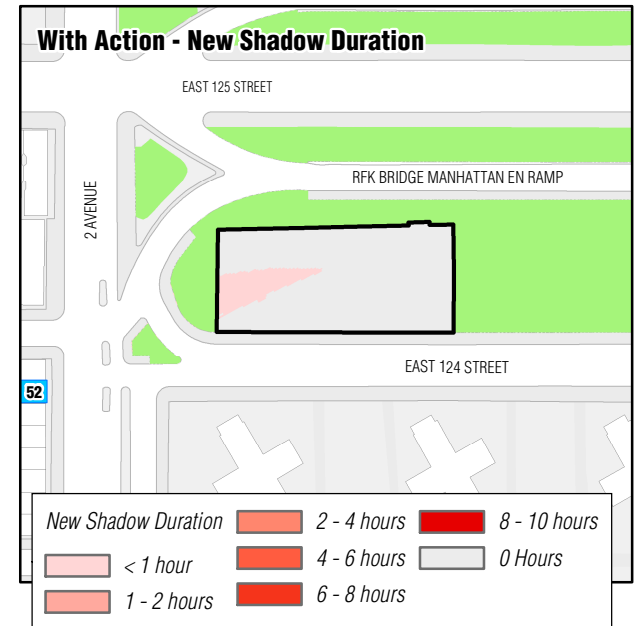 With Action - New Shadow Duration
EAST 125 STREET
RFK BRIDGE MANHATTAN EN RAMP
2 AVENUE
EAST 124 STREET
52
New Shadow Duration
< 1 hour
1 - 2 hours
2 - 4 hours
4 - 6 hours
6 - 8 hours
8 - 10 hours
0 Hours